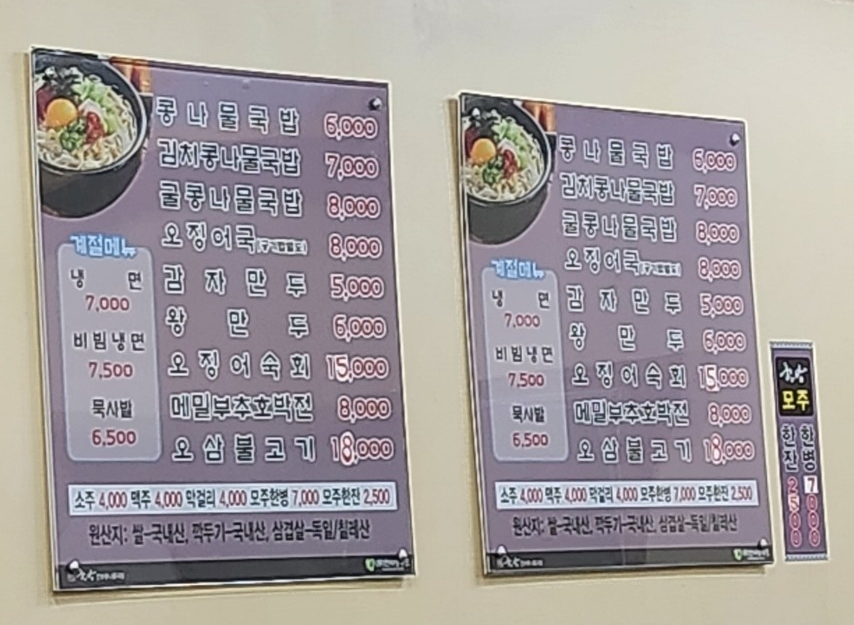 콩나물국밥 6,000
김치콩나물국밥 7,000
굴콩나물국밥 8,000
오징어국 8,000
감자만두 5,000
왕만두 6,000
오징어숙회 15,000
메밀부추호박전 8,000
오삼불고기 18,000
계절메뉴
냉면
7,000
비빔냉면
7,500
묵사발
6,500
소주 4,000 맥주 4,000 막걸리 4,000 모주한병 7,000 모주한잔 2,500
원산지: 쌀-국내산, 깍두기-국내산, 삼겹살-독일/칠레산
콩나물국밥 6,000
김치콩나물국밥 7,000
굴콩나물국밥 8,000
오징어국 8,000
감자만두 5,000
왕만두 6,000
오징어숙회 15,000
메밀부추호박전 8,000
오삼불고기 18,000
계절메뉴
냉면
7,000
비빔냉면
7,500
묵사발
6,500
소주 4,000 맥주 4,000 막걸리 4,000 모주한병 7,000 모주한잔 2,500
원산지: 쌀-국내산, 깍두기-국내산, 삼겹살-독일/칠레산
모주
한병 7000
한잔 2500